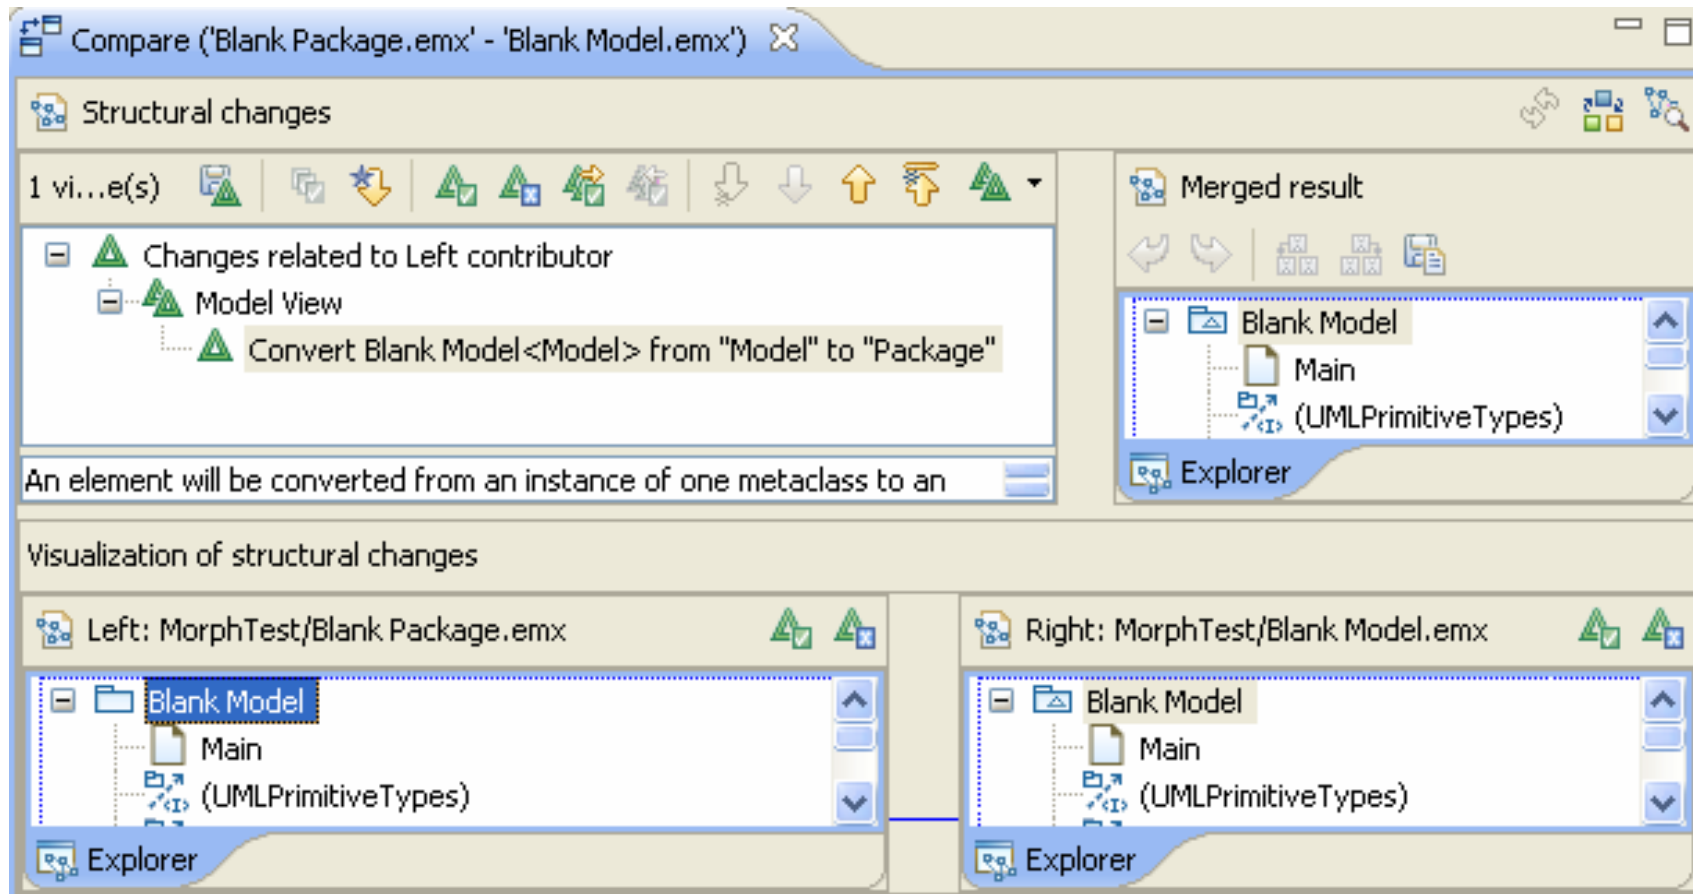 Compare ('Blank Package.emx' - 'Blank Model.emx')
Structural changes
1 vi...e(s)
Changes related to Left contributor
Model View
Convert Blank Model<Model> from "Model" to "Package"
An element will be converted from an instance of one metaclass to an
Merged result
Blank Model
Main
(UMLPrimitiveTypes)
Explorer
Visualization of structural changes
Left: MorphTest/Blank Package.emx
Blank Model
Main
(UMLPrimitiveTypes)
Explorer
Right: MorphTest/Blank Model.emx
Blank Model
Main
(UMLPrimitiveTypes)
Explorer